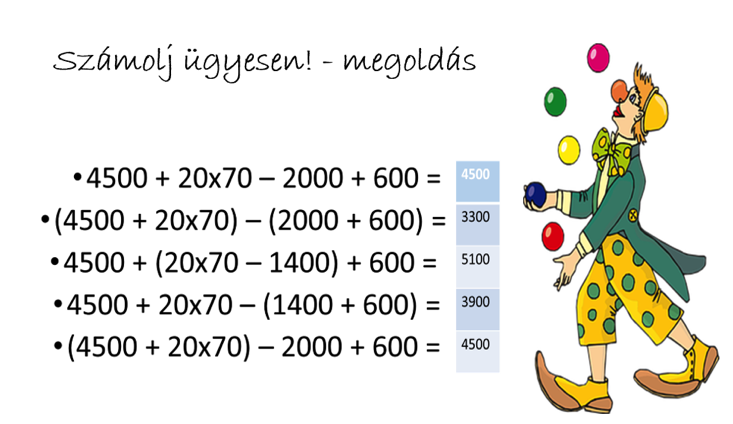 Számolj ügyesen! - megoldás
•4500 + 20x70 – 2000 + 600 = 4500
•(4500 + 20x70) – (2000 + 600) = 3300
•4500 + (20x70 – 1400) + 600 = 5100
•4500 + 20x70 – (1400 + 600) = 3900
•(4500 + 20x70) – 2000 + 600 = 4500